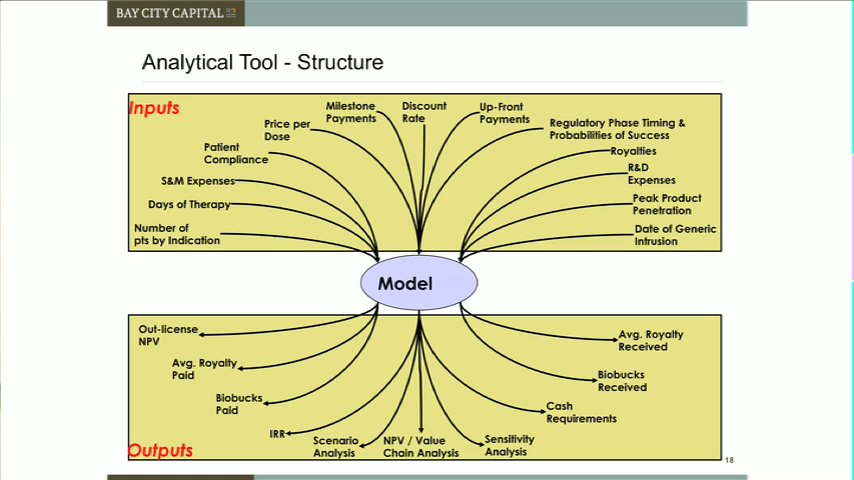 BAY CITY CAPITAL
Analytical Tool - Structure
Inputs
Milestone
Payments
Discount
Rate
Up-Front
Payments
Price per
Dose
Regulatory Phase Timing &
Probabilities of Success
Patient
Compliance
Royalties
S&M Expenses
R&D
Expenses
Days of Therapy
Peak Product
Penetration
Number of
pts by Indication
Date of Generic
Intrusion
Model
Out-license
NPV
Avg. Royalty
Received
Avg. Royalty
Paid
Biobucks
Received
Biobucks
Paid
Cash
Requirements
IRR
Scenario
Analysis
NPV / Value
Chain Analysis
Sensitivity
Analysis
Outputs
18